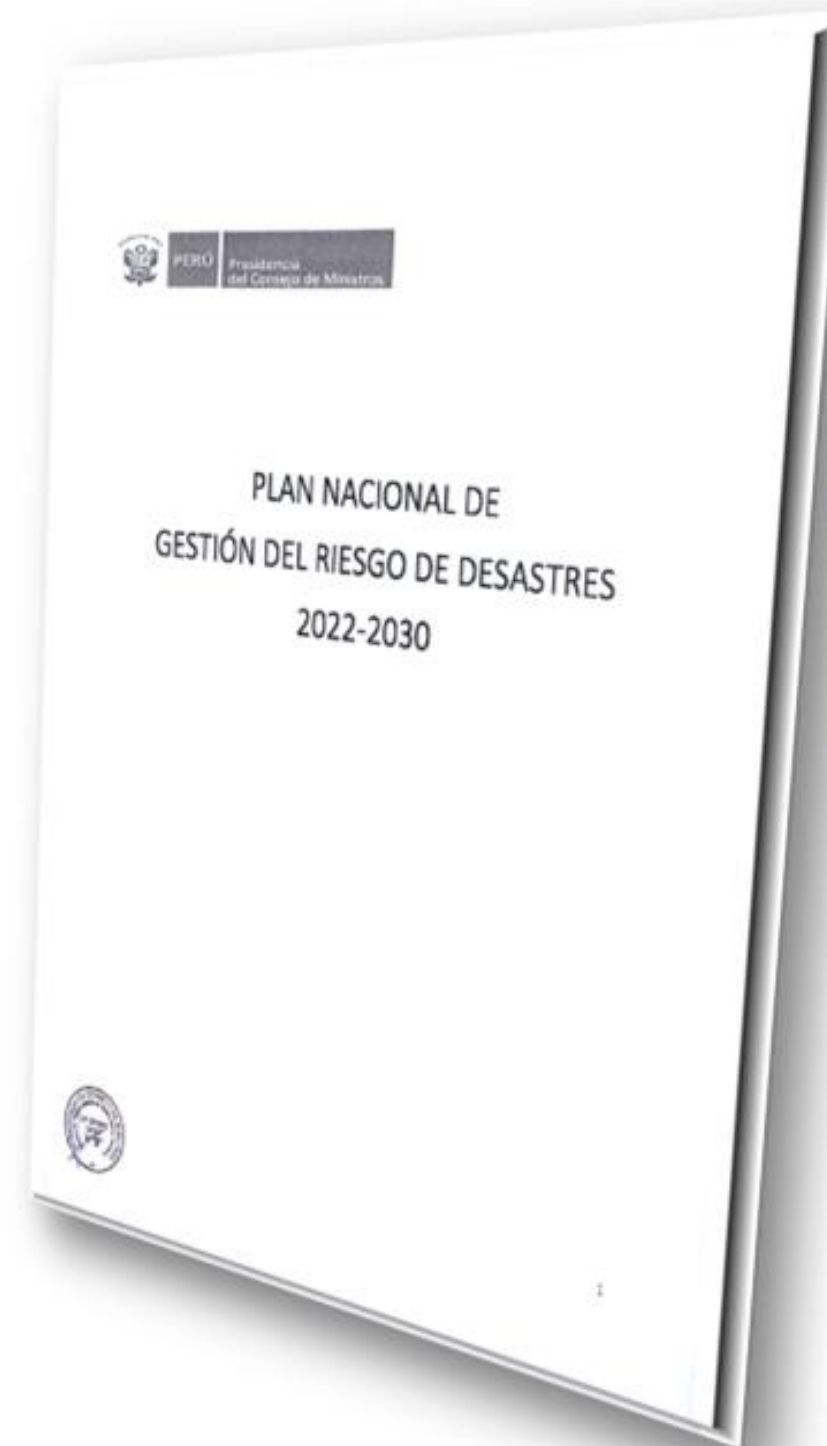 PERÚ
Presidencia
del Consejo de Ministros
PLAN NACIONAL DE
GESTIÓN DEL RIESGO DE DESASTRES
2022-2030